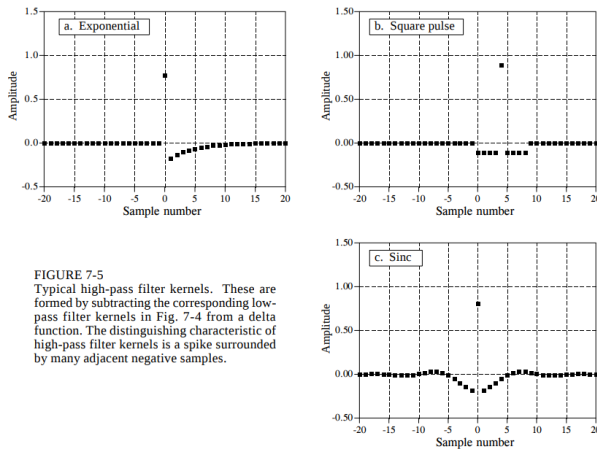 a. Exponential
1.5
1.0
0.5
0.0
-0.5
Amplitude
-20 -15 -10 -5 0 5 10 15 20
Sample number
b. Square pulse
1.50
1.00
0.50
0.00
-0.50
Amplitude
-20 -15 -10 -5 0 5 10 15 20
Sample number
FIGURE 7-5
Typical high-pass filter kernels. These are
formed by subtracting the corresponding low-
pass filter kernels in Fig. 7-4 from a delta
function. The distinguishing characteristic of
high-pass filter kernels is a spike surrounded
by many adjacent negative samples.
c. Sinc
1.50
1.00
0.50
0.00
-0.50
Amplitude
-20 -15 -10 -5 0 5 10 15 20
Sample number